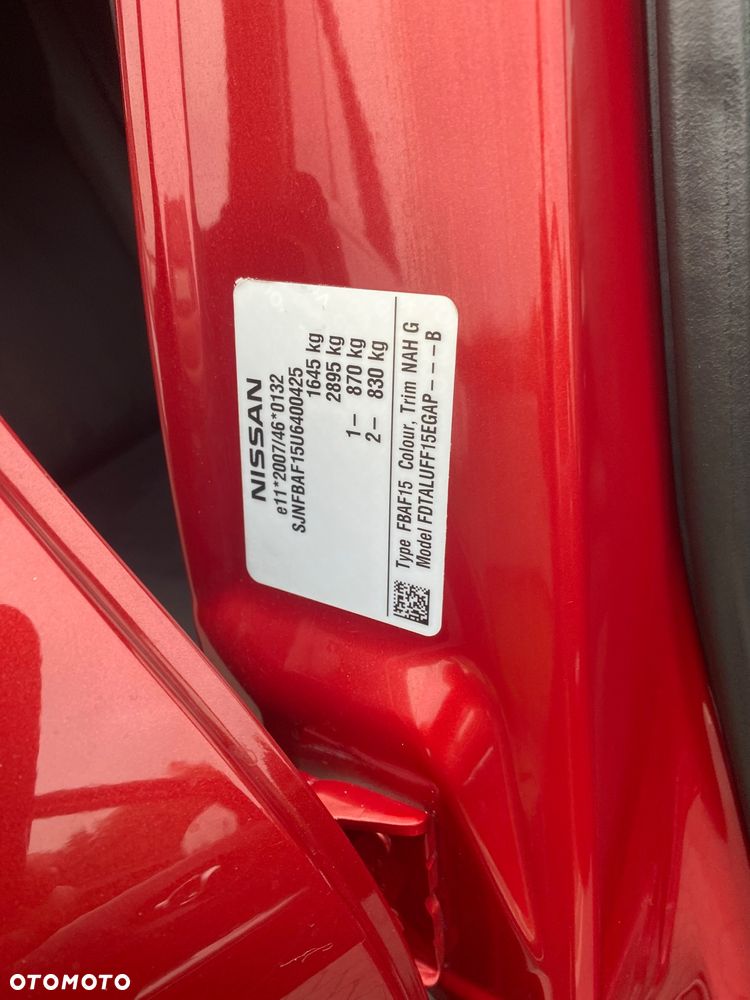 NISSAN
e11*2007/46*0132
SJNFBAF15U6400425
1645 kg
2895 kg
1- 870 kg
2- 830 kg
Type FBAF15 Colour, Trim NAH G
Model FDTALUFF15EGAP---B
OTOMOTO